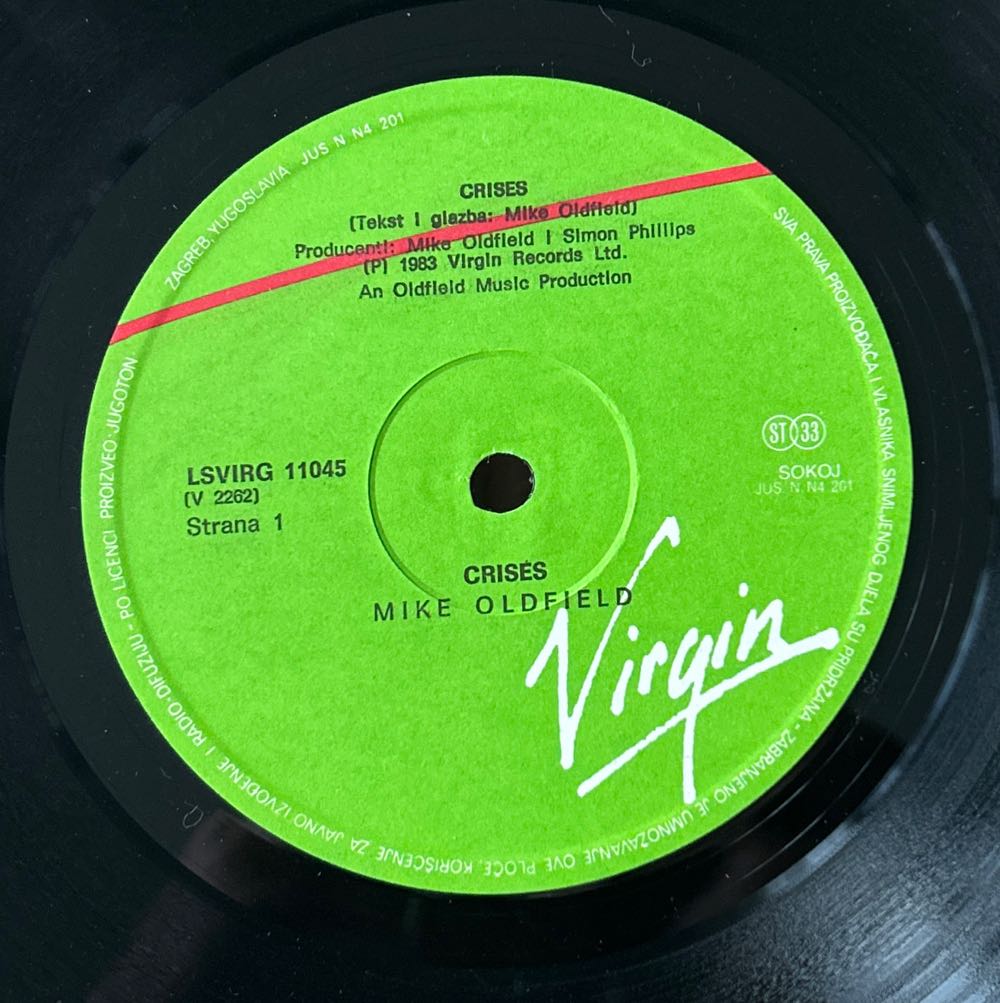 CRISES
(Tekst i glazba: Mike Oldfield)
Producenti: Mike Oldfield i Simon Phillips
(P) 1983 Virgin Records Ltd.
An Oldfield Music Production
LSVIRG 11045
(V 2262)
Strana 1
ST 33
SOKOJ
JUS N. N4 201
CRISES
MIKE OLDFIELD
Virgin
SVA PRAVA PROIZVOĐAČA I VLASNIKA SNIMLJENOG DJELA SU PRIDRŽANA - ZABRANJENO JE UMNOŽAVANJE OVE PLOČE, KORIŠĆENJE ZA JAVNO IZVOĐENJE I RADIO-DIFUZIJU - PO LICENCI PROIZVEO: JUGOTON
ZAGREB, YUGOSLAVIA JUS N N4 201